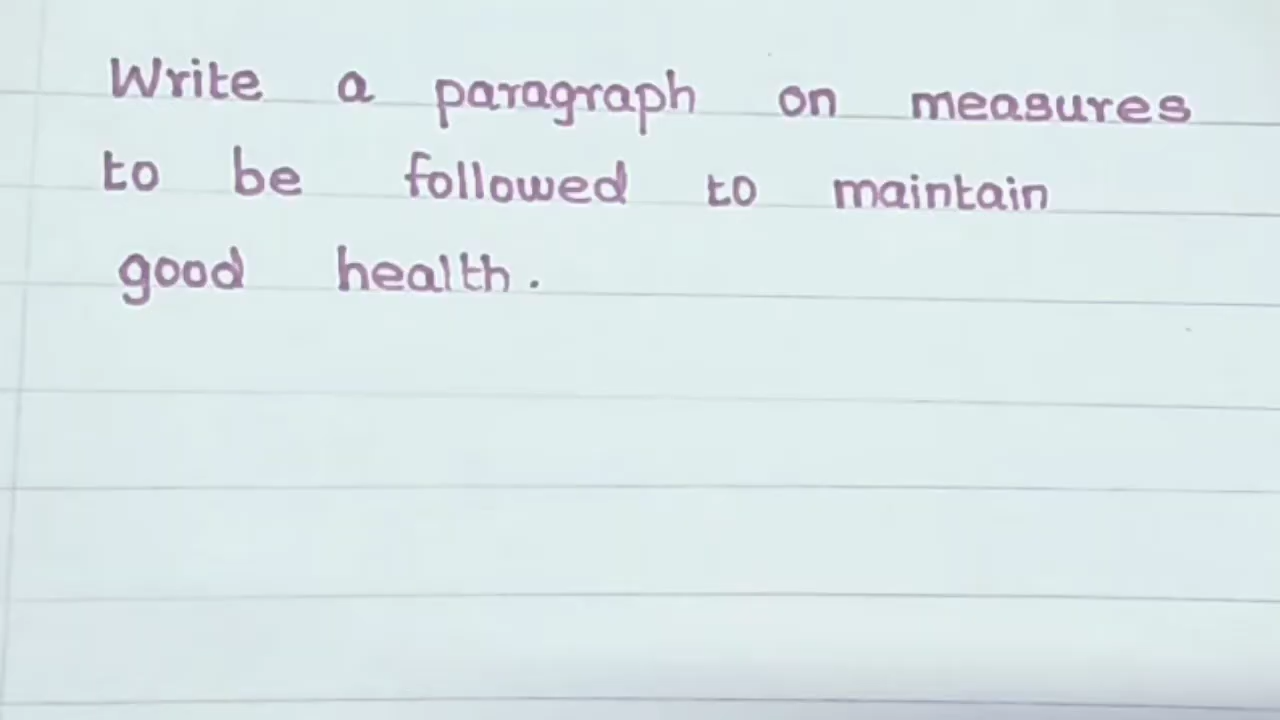 Write a paragraph on measures
to be followed to maintain
good health.